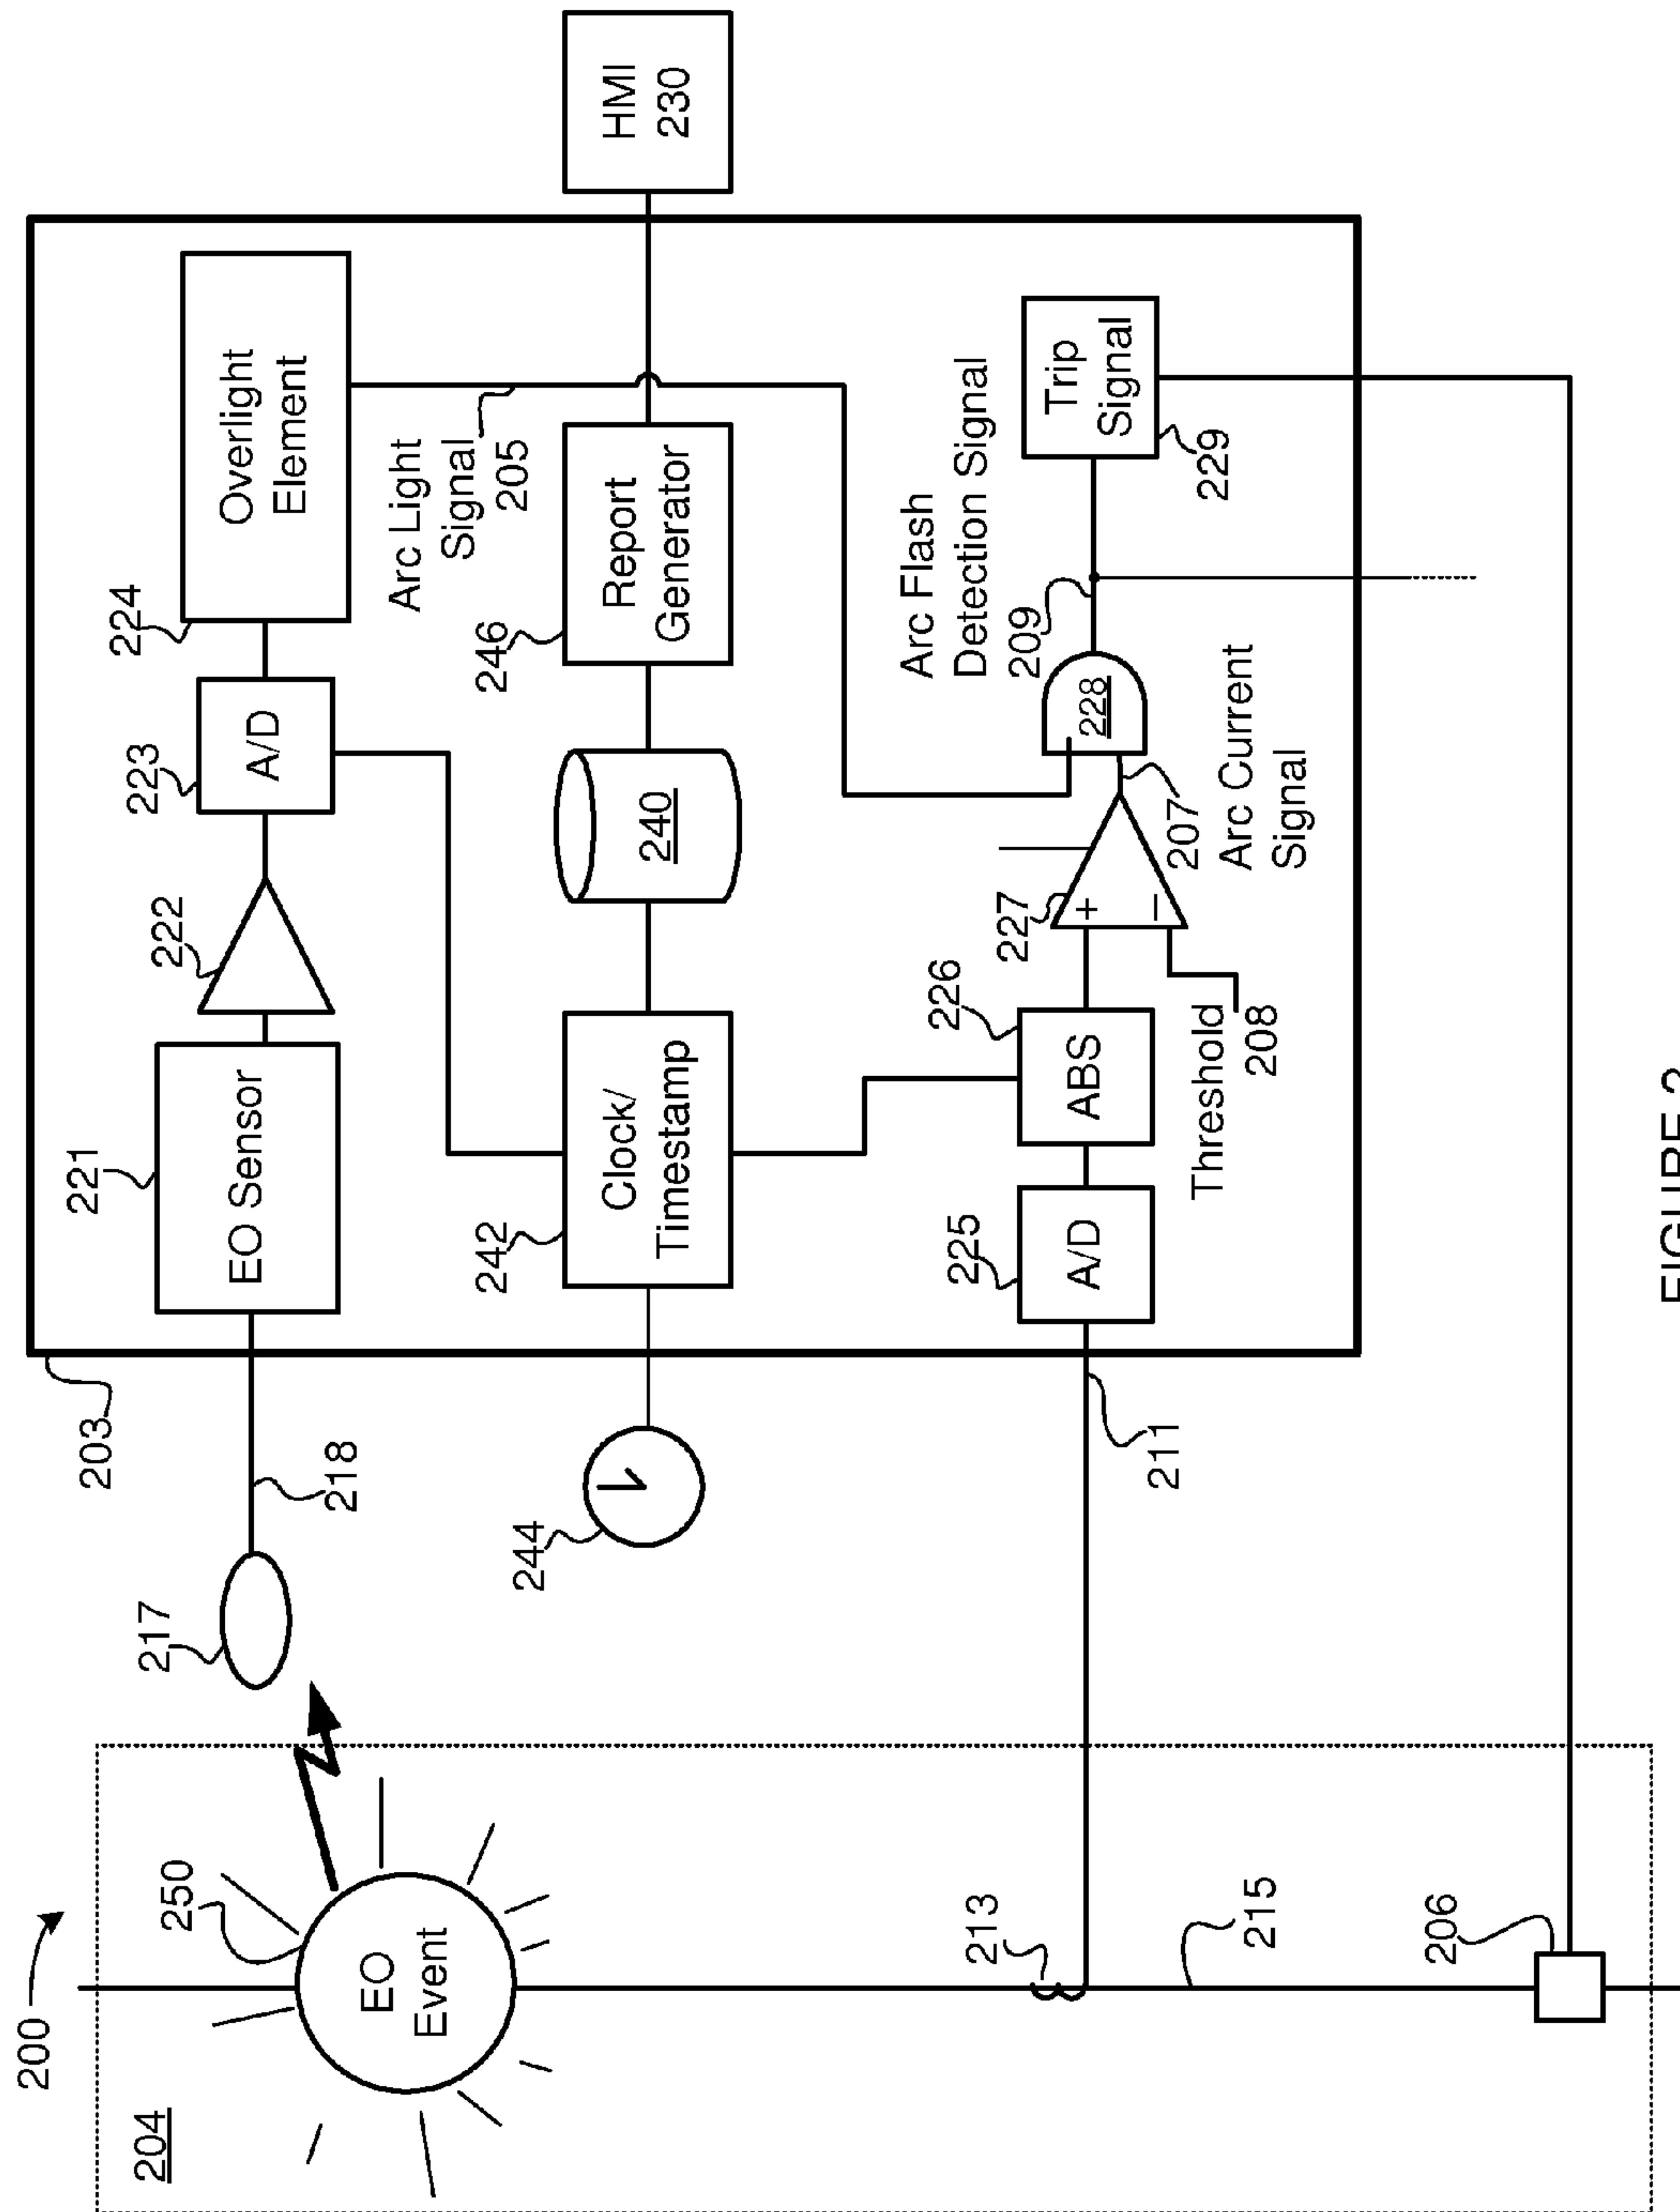 200
204
250
EO
Event
217
218
203
221
EO Sensor
222
223
A/D
224
Overlight
Element
Arc Light
Signal
205
244
242
Clock/
Timestamp
240
246
Report
Generator
HMI
230
213
215
206
211
225
A/D
226
ABS
Threshold
208
227
+
−
207
Arc Current
Signal
228
209
Arc Flash
Detection Signal
Trip
Signal
229
FIGURE